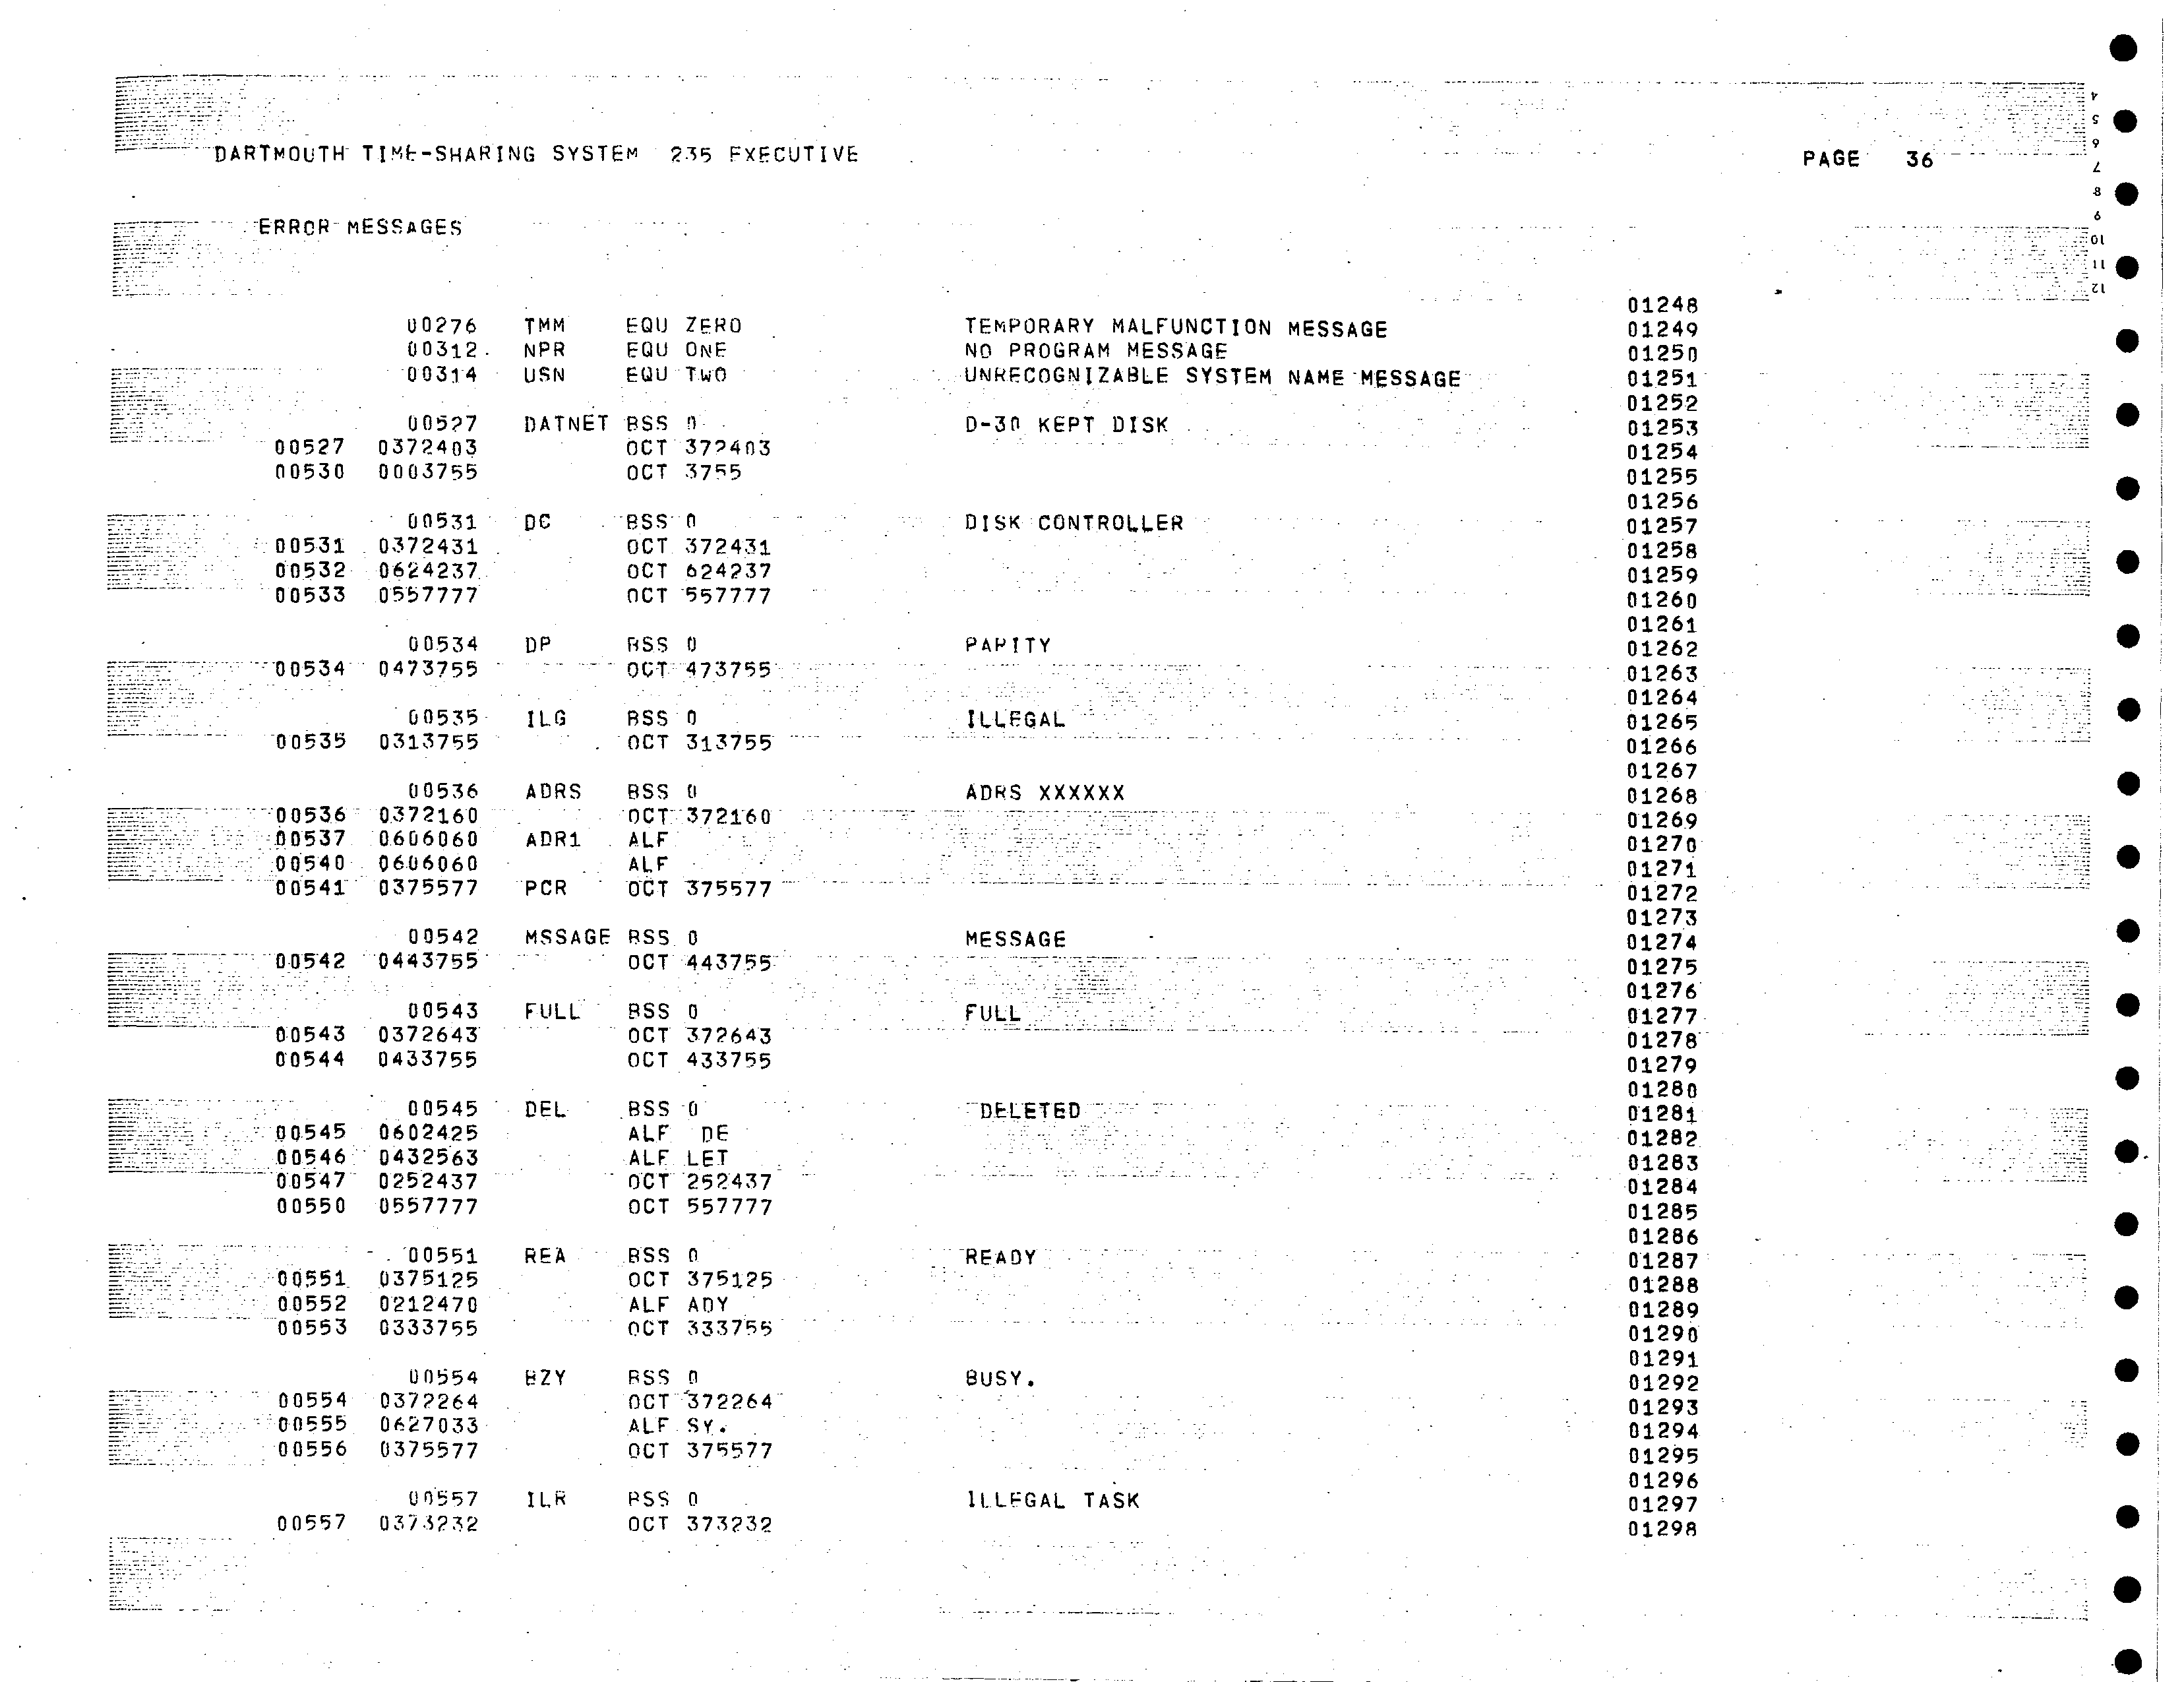 DARTMOUTH TIME-SHARING SYSTEM 235 EXECUTIVE PAGE 36
ERROR MESSAGES
01248
00276 TMM EQU ZERO TEMPORARY MALFUNCTION MESSAGE 01249
00312 NPR EQU ONE NO PROGRAM MESSAGE 01250
00314 USN EQU TWO UNRECOGNIZABLE SYSTEM NAME MESSAGE 01251
01252
00527 DATNET BSS 0 D-30 KEPT DISK 01253
00527 0372403 OCT 372403 01254
00530 0003755 OCT 3755 01255
01256
00531 DC BSS 0 DISK CONTROLLER 01257
00531 0372431 OCT 372431 01258
00532 0624237 OCT 624237 01259
00533 0557777 OCT 557777 01260
01261
00534 DP BSS 0 PARITY 01262
00534 0473755 OCT 473755 01263
01264
00535 ILG BSS 0 ILLEGAL 01265
00535 0313755 OCT 313755 01266
01267
00536 ADRS BSS 0 ADRS XXXXXX 01268
00536 0372160 OCT 372160 01269
00537 0606060 ADR1 ALF 01270
00540 0606060 ALF 01271
00541 0375577 PCR OCT 375577 01272
01273
00542 MSSAGE BSS 0 MESSAGE 01274
00542 0443755 OCT 443755 01275
01276
00543 FULL BSS 0 FULL 01277
00543 0372643 OCT 372643 01278
00544 0433755 OCT 433755 01279
01280
00545 DEL BSS 0 DELETED 01281
00545 0602425 ALF DE 01282
00546 0432563 ALF LET 01283
00547 0252437 OCT 252437 01284
00550 0557777 OCT 557777 01285
01286
00551 REA BSS 0 READY 01287
00551 0375125 OCT 375125 01288
00552 0212470 ALF ADY 01289
00553 0333755 OCT 333755 01290
01291
00554 BZY BSS 0 BUSY. 01292
00554 0372264 OCT 372264 01293
00555 0627033 ALF SY. 01294
00556 0375577 OCT 375577 01295
01296
00557 ILR BSS 0 ILLEGAL TASK 01297
00557 0373232 OCT 373232 01298
4
5
6
7
8
9
10
11
12